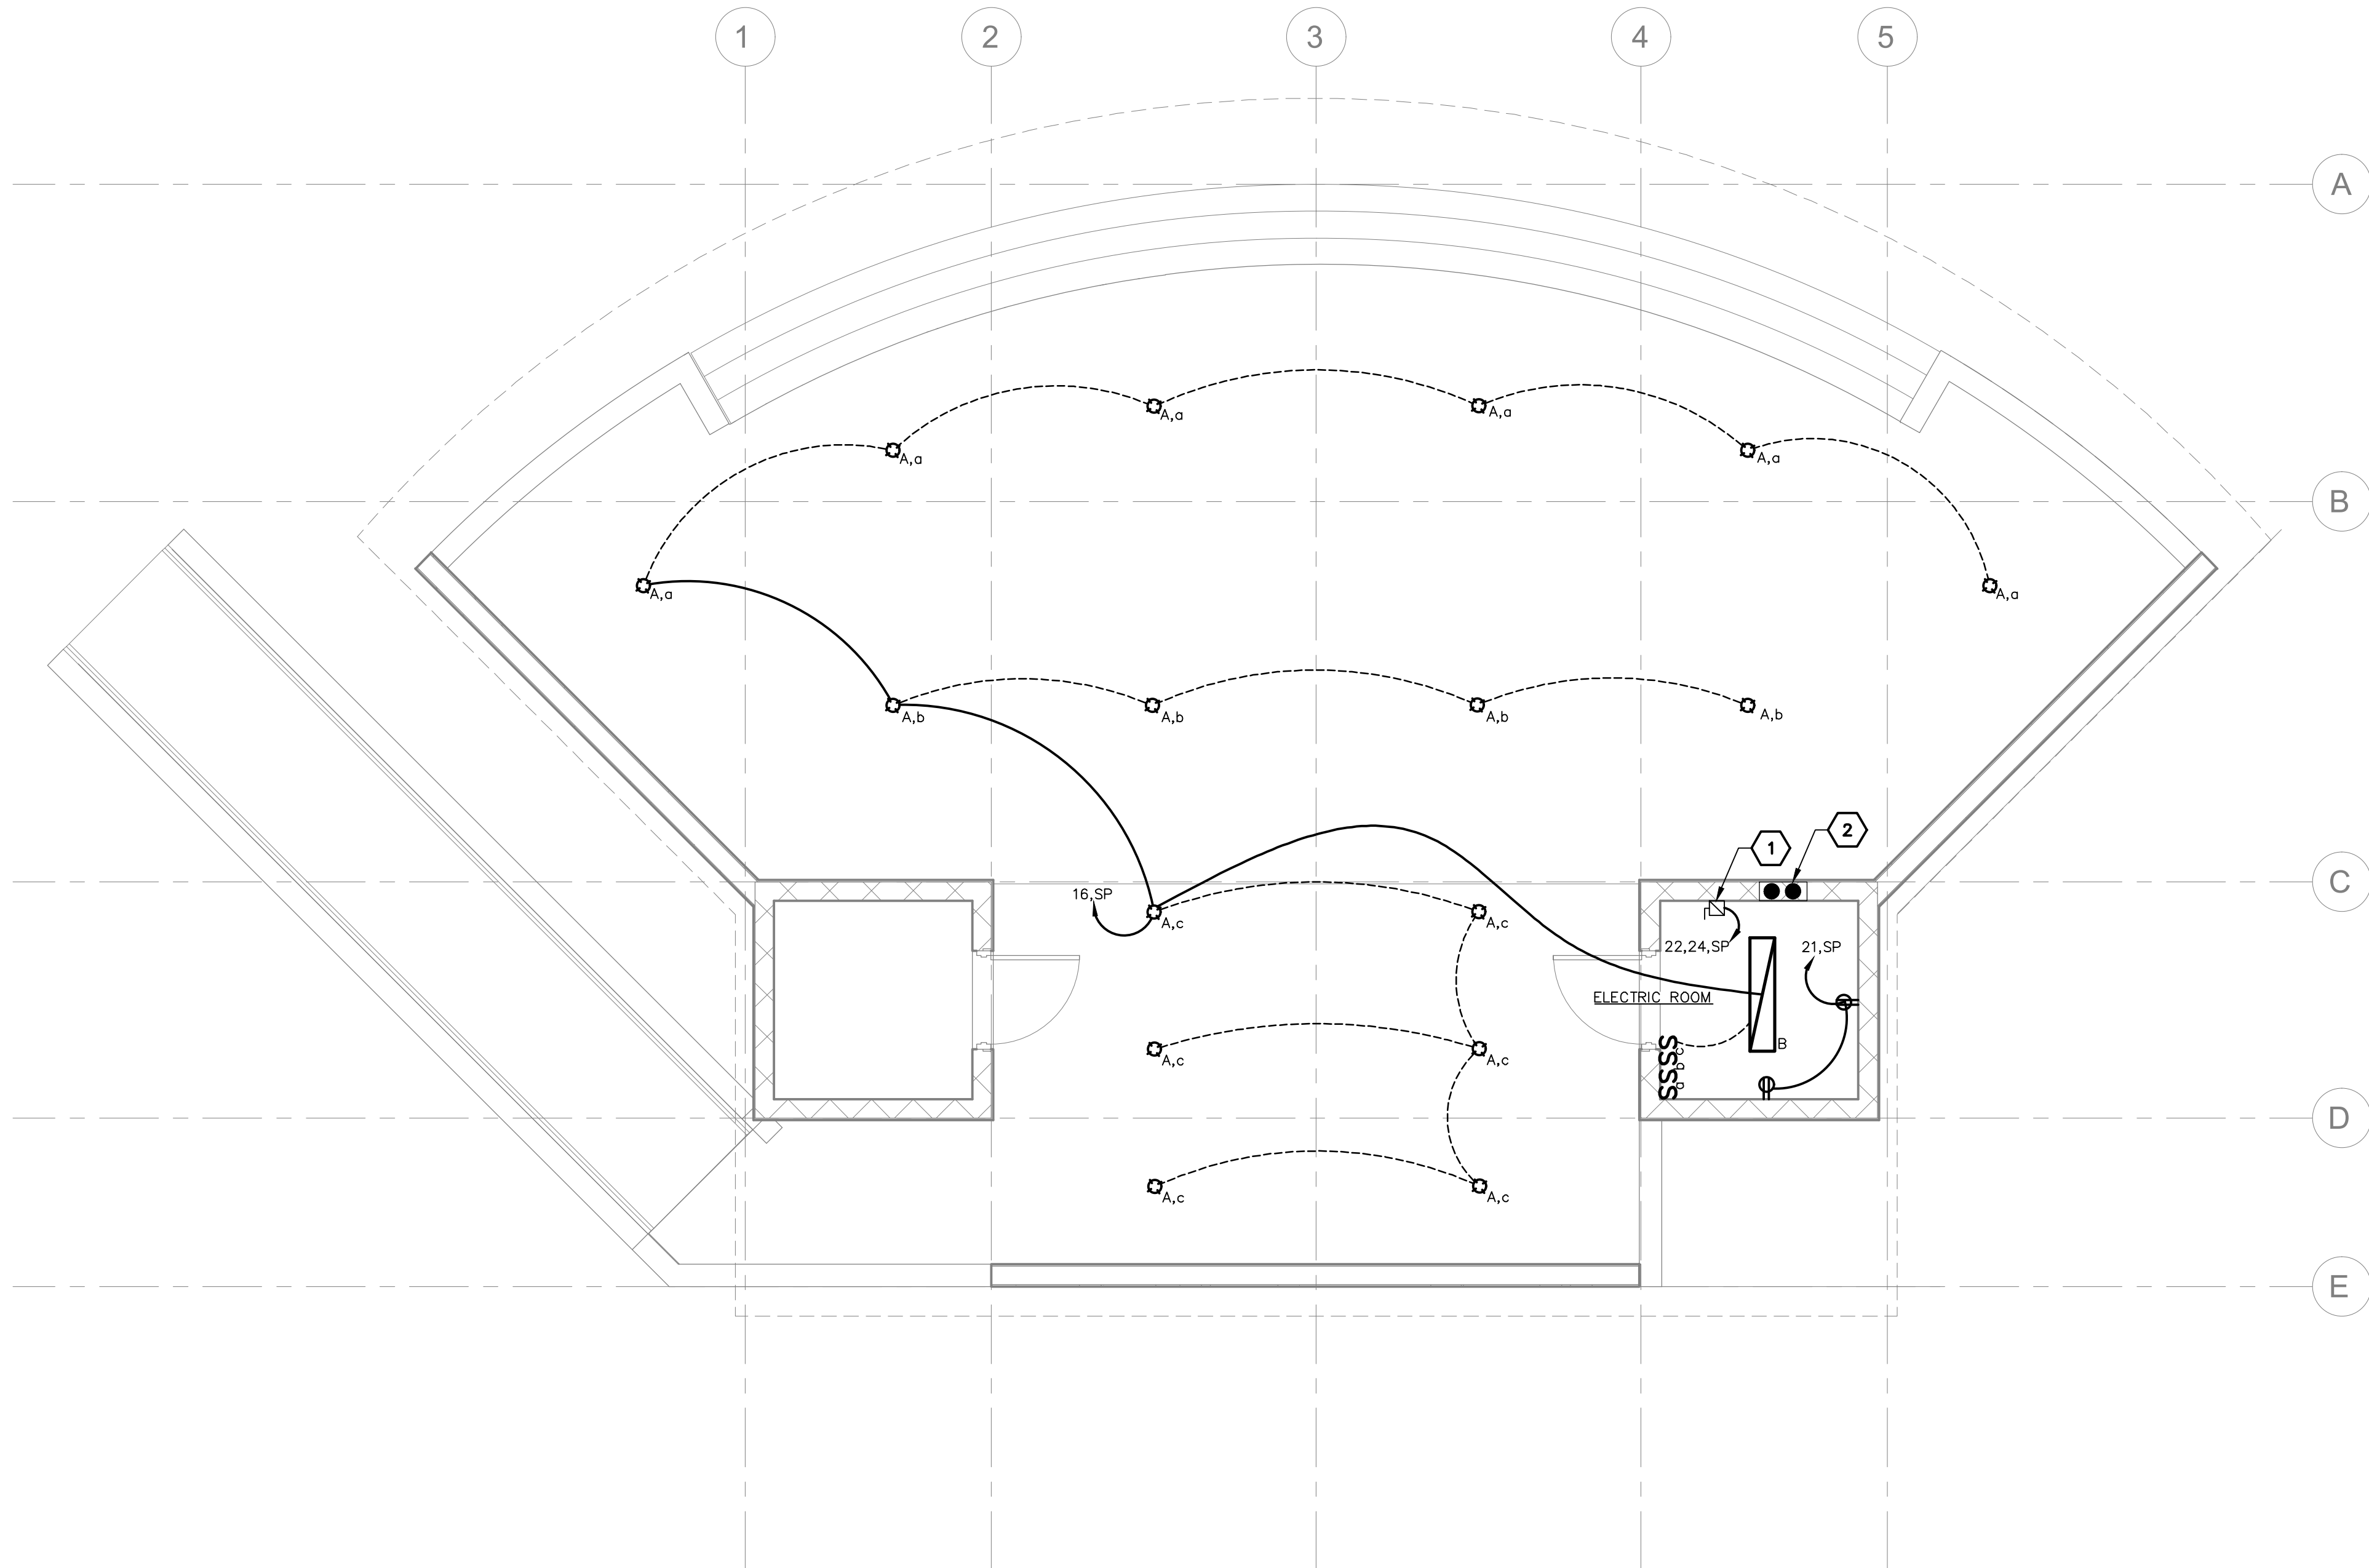 1
2
3
4
5
A
A,a
A,a
A,a
A,a
B
A,a
A,a
A,b
A,b
A,b
A,b
1
2
C
16,SP
A,c
A,c
22,24,SP
21,SP
ELECTRIC ROOM
A,c
A,c
B
SSSS
a b c
D
A,c
A,c
E